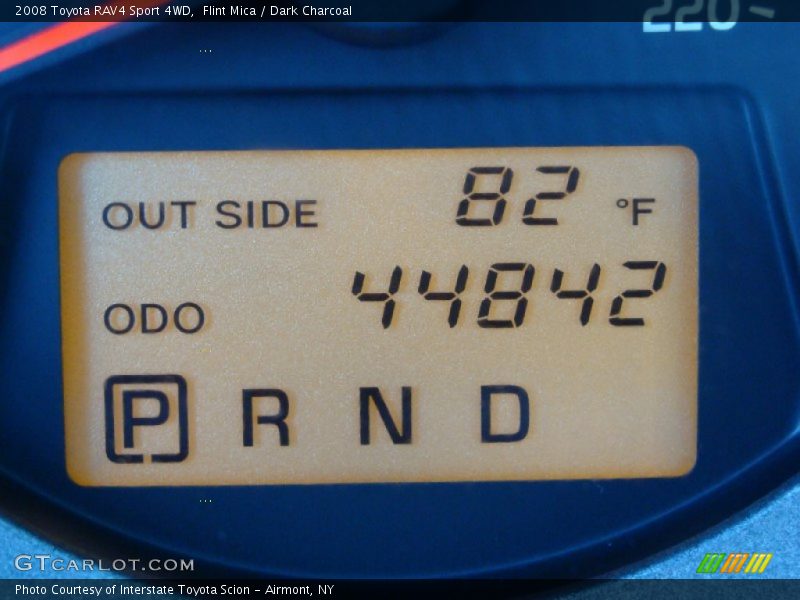 2008 Toyota RAV4 Sport 4WD,  Flint Mica / Dark Charcoal
220
...
OUT SIDE 82 °F
ODO 44842
P R N D
...
GTCARLOT.COM
Photo Courtesy of Interstate Toyota Scion – Airmont, NY